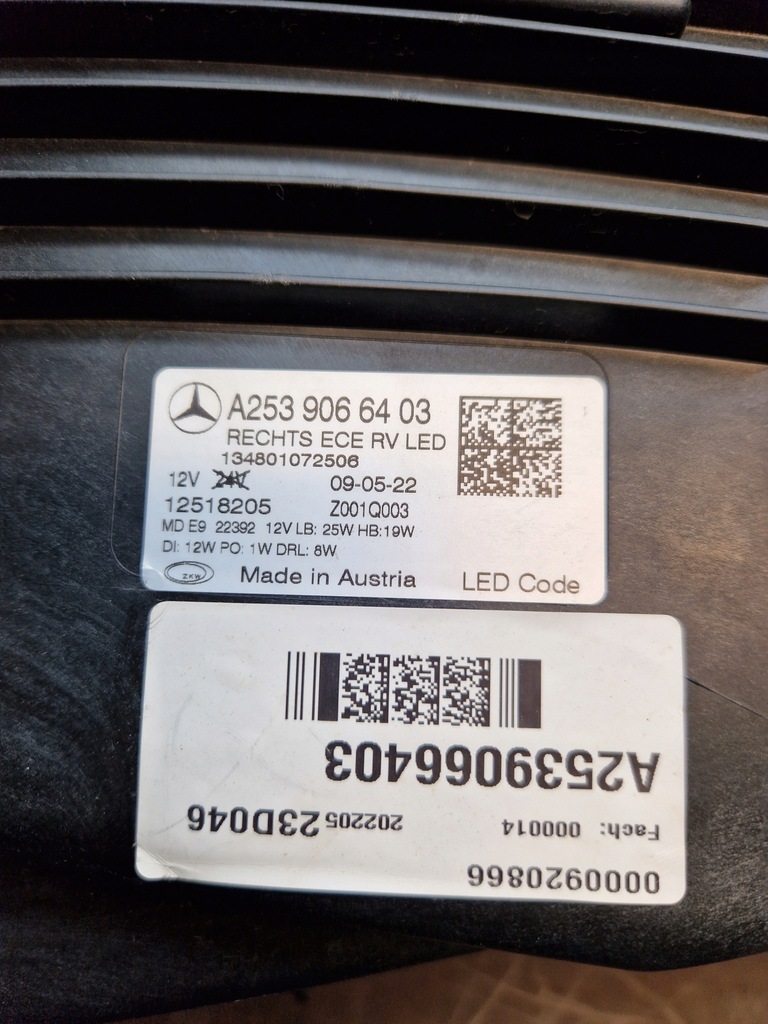 A253 906 64 03
RECHTS ECE RV LED
134801072506
12V 24V 09-05-22
12518205 Z001Q003
MD E9 22392 12V LB: 25W HB:19W
DI: 12W PO: 1W DRL: 8W
ZKW Made in Austria LED Code
0000920866
Fach: 000014 20220523D046
A2539066403